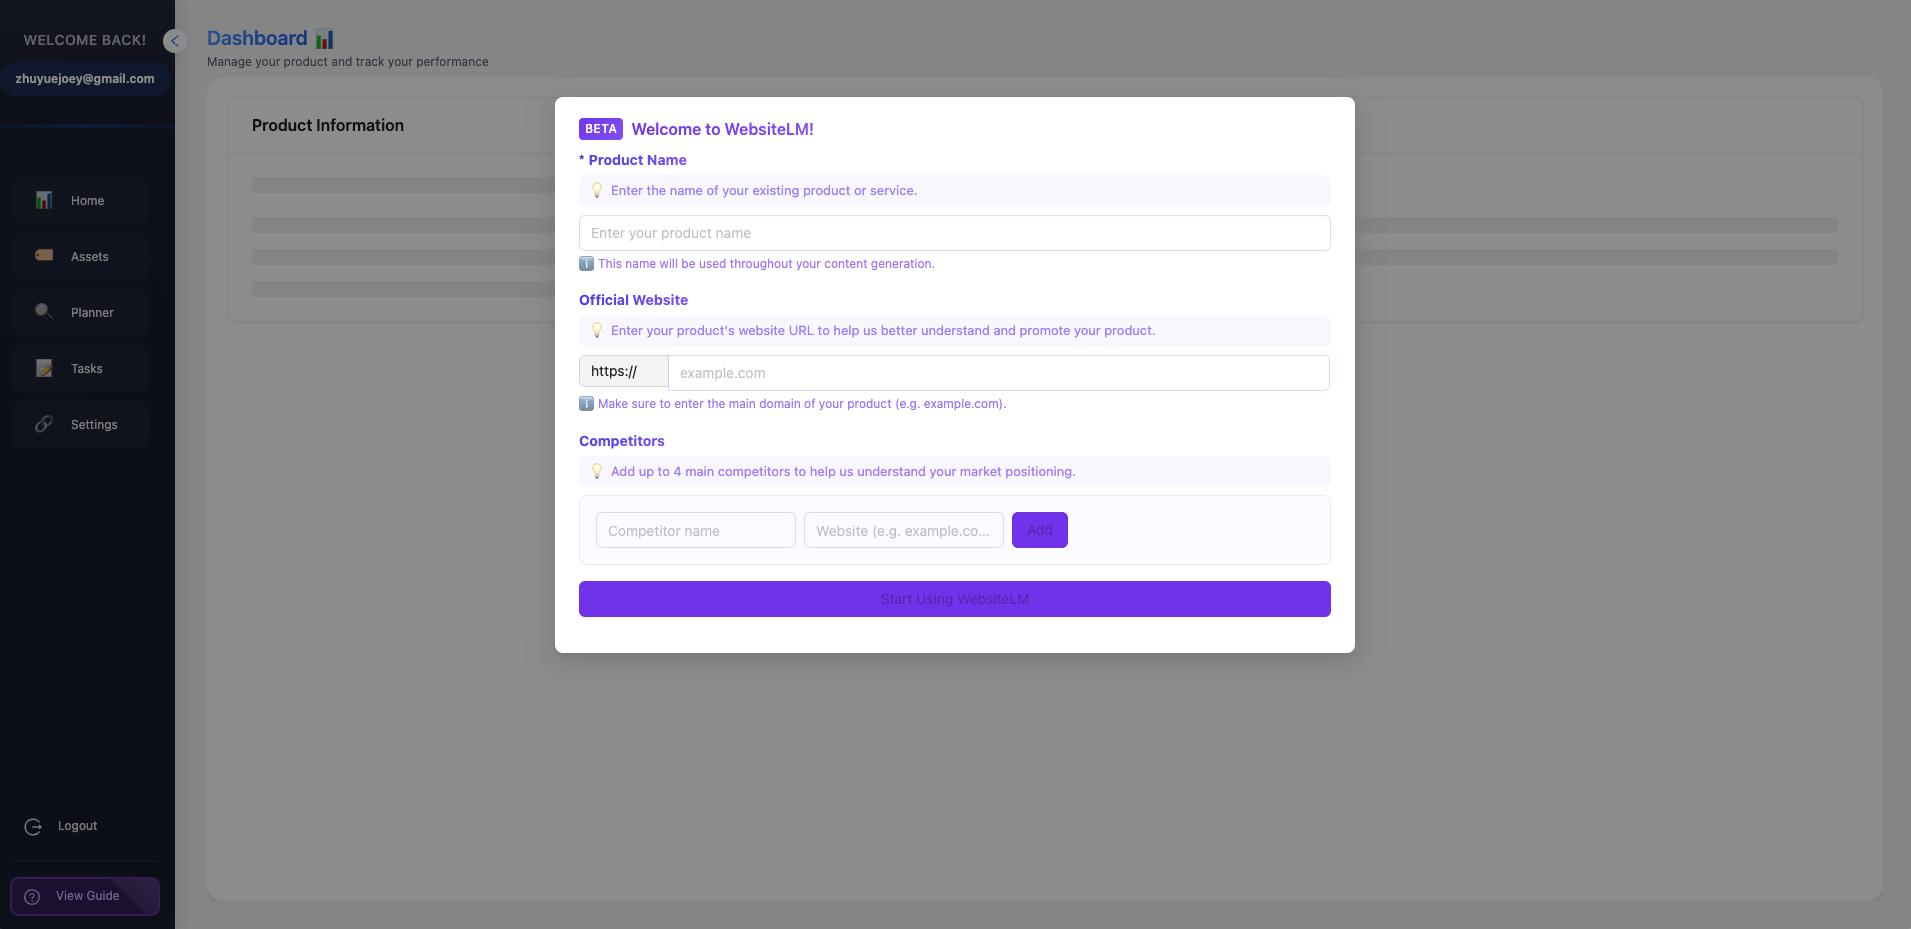 WELCOME BACK!
zhuyuejoey@gmail.com
Home
Assets
Planner
Tasks
Settings
Logout
View Guide
Dashboard
Manage your product and track your performance
Product Information
BETA Welcome to WebsiteLM!
* Product Name
Enter the name of your existing product or service.
Enter your product name
This name will be used throughout your content generation.
Official Website
Enter your product's website URL to help us better understand and promote your product.
https:// example.com
Make sure to enter the main domain of your product (e.g. example.com).
Competitors
Add up to 4 main competitors to help us understand your market positioning.
Competitor name Website (e.g. example.co... Add
Start Using WebsiteLM